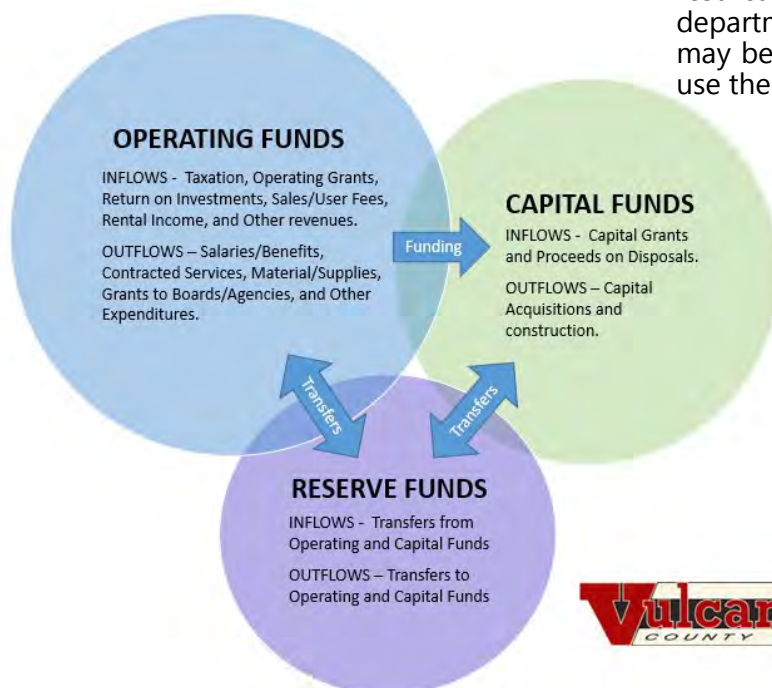 departm
may be
use the
OPERATING FUNDS
INFLOWS - Taxation, Operating Grants,
Return on Investments, Sales/User Fees,
Rental Income, and Other revenues.
OUTFLOWS – Salaries/Benefits,
Contracted Services, Material/Supplies,
Grants to Boards/Agencies, and Other
Expenditures.
Funding
CAPITAL FUNDS
INFLOWS - Capital Grants
and Proceeds on Disposals.
OUTFLOWS – Capital
Acquisitions and
construction.
Transfers
Transfers
RESERVE FUNDS
INFLOWS - Transfers from
Operating and Capital Funds
OUTFLOWS – Transfers to
Operating and Capital Funds
Vulcan
COUNTY